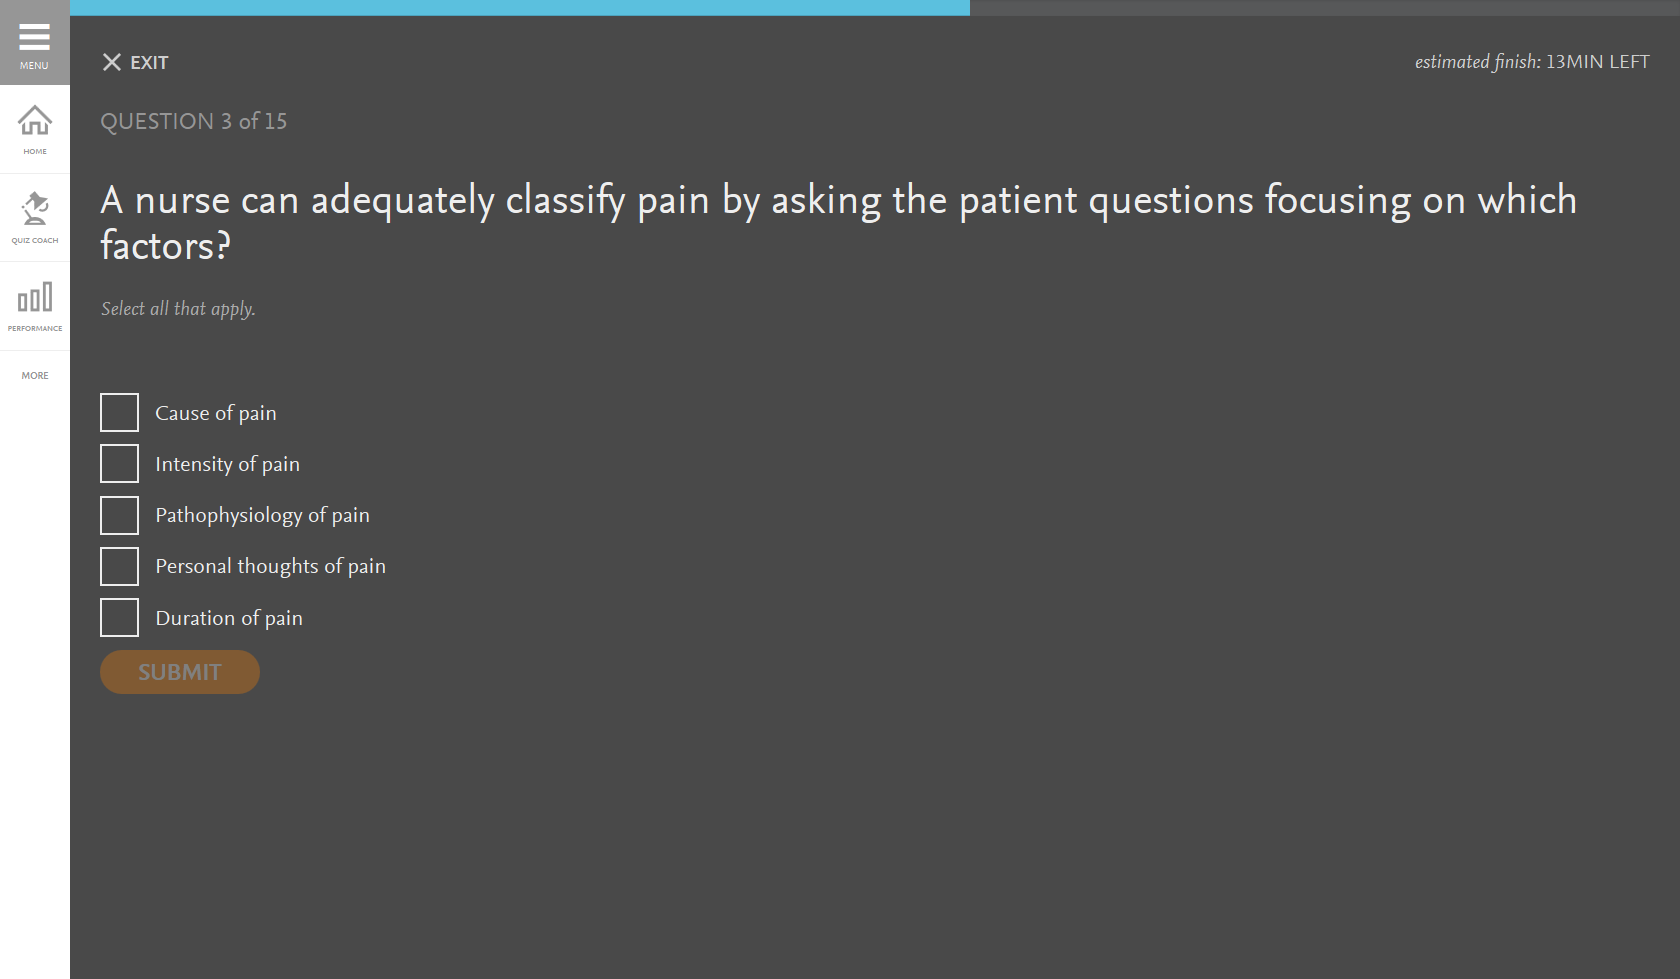 MENU
HOME
QUIZ COACH
PERFORMANCE
MORE
EXIT
estimated finish: 13MIN LEFT
QUESTION 3 of 15
A nurse can adequately classify pain by asking the patient questions focusing on which
factors?
Select all that apply.
Cause of pain
Intensity of pain
Pathophysiology of pain
Personal thoughts of pain
Duration of pain
SUBMIT